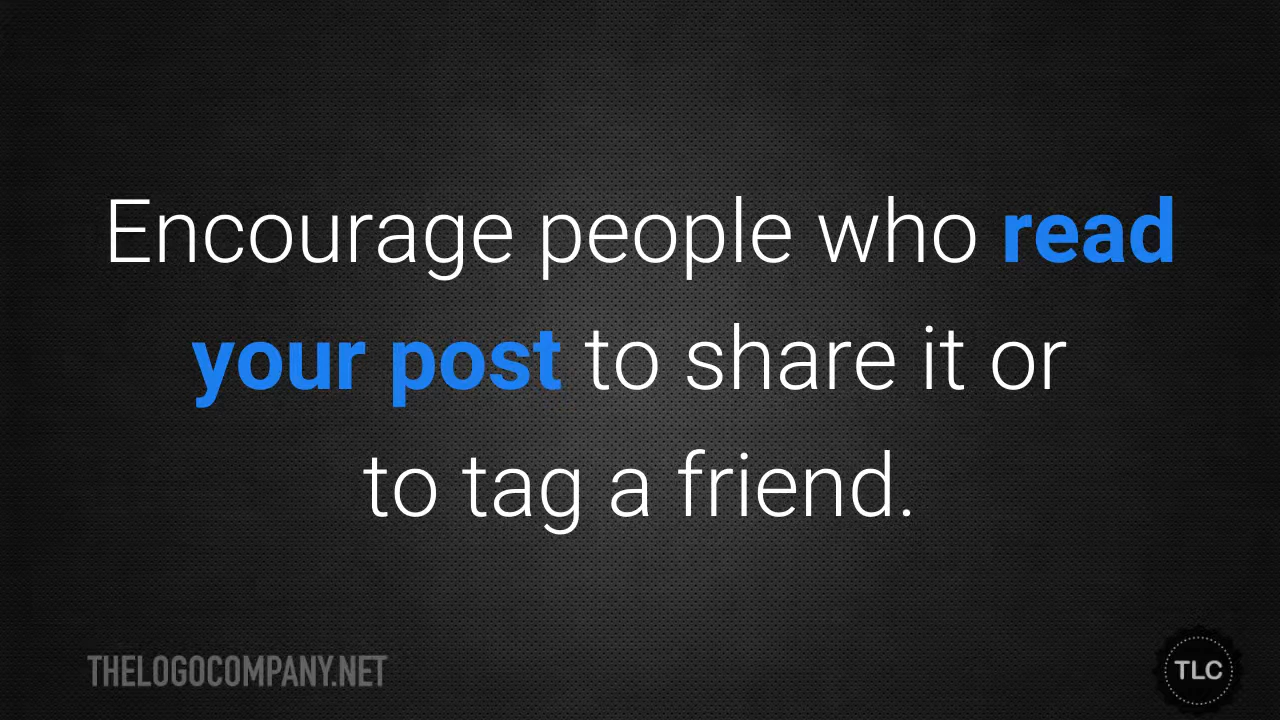 Encourage people who read
your post to share it or
to tag a friend.
THELOGOCOMPANY.NET
TLC